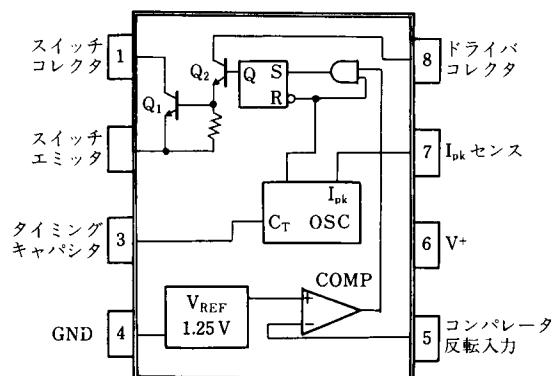 スイッチ
コレクタ
1
スイッチ
エミッタ
タイミング
キャパシタ
3
GND
4
Q₁
Q₂
Q
S
R
Ipk
CT
OSC
VREF
1.25 V
COMP
+
−
8
ドライバ
コレクタ
7
Ipk センス
6
V⁺
5
コンパレータ
反転入力